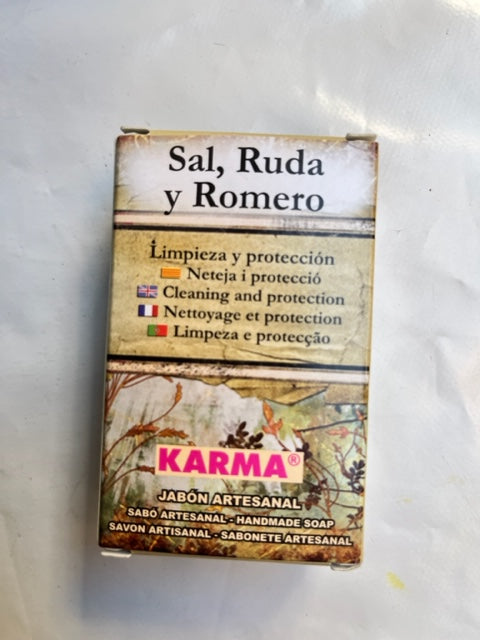 Sal, Ruda
y Romero
Limpieza y protección
Neteja i protecció
Cleaning and protection
Nettoyage et protection
Limpeza e protecção
KARMA®
JABÓN ARTESANAL
SABÓ ARTESANAL - HANDMADE SOAP
SAVON ARTISANAL - SABONETE ARTESANAL